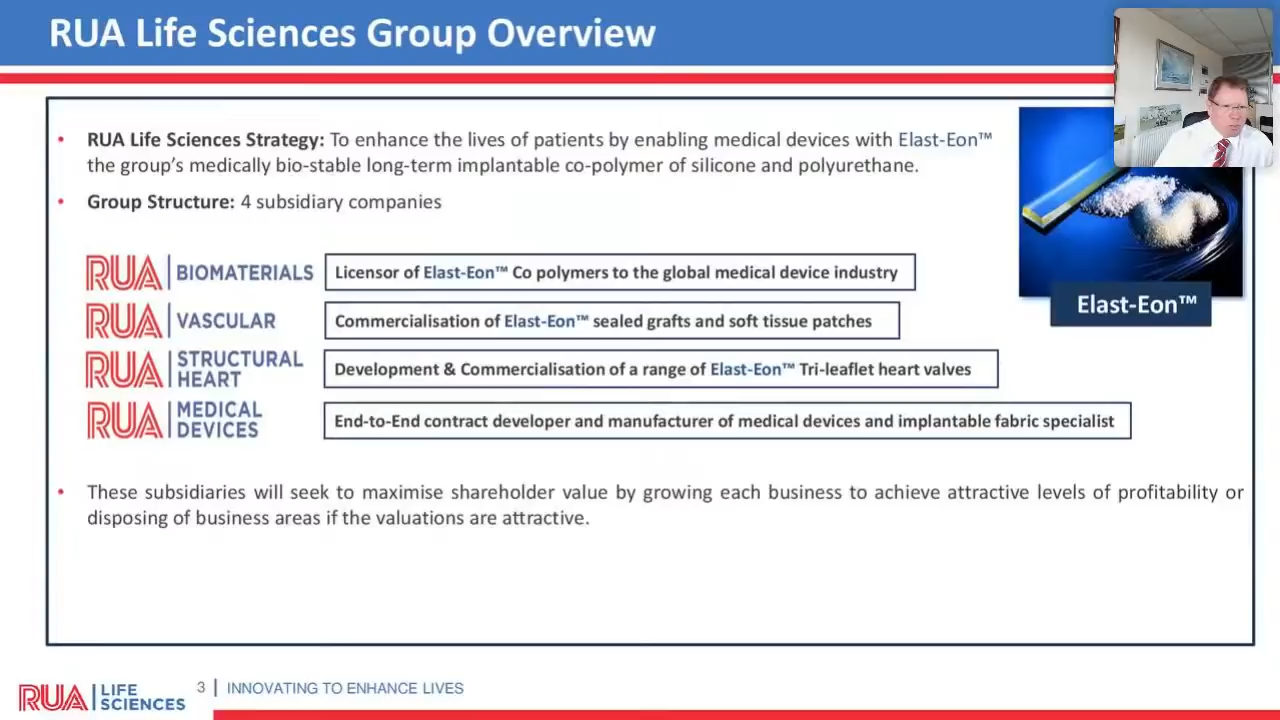 RUA Life Sciences Group Overview
• RUA Life Sciences Strategy: To enhance the lives of patients by enabling medical devices with Elast-Eon™
the group's medically bio-stable long-term implantable co-polymer of silicone and polyurethane.
• Group Structure: 4 subsidiary companies
Elast-Eon™
RUA | BIOMATERIALS
Licensor of Elast-Eon™ Co polymers to the global medical device industry
RUA | VASCULAR
Commercialisation of Elast-Eon™ sealed grafts and soft tissue patches
RUA | STRUCTURAL
HEART
Development & Commercialisation of a range of Elast-Eon™ Tri-leaflet heart valves
RUA | MEDICAL
DEVICES
End-to-End contract developer and manufacturer of medical devices and implantable fabric specialist
• These subsidiaries will seek to maximise shareholder value by growing each business to achieve attractive levels of profitability or
disposing of business areas if the valuations are attractive.
RUA | LIFE
SCIENCES
3 | INNOVATING TO ENHANCE LIVES